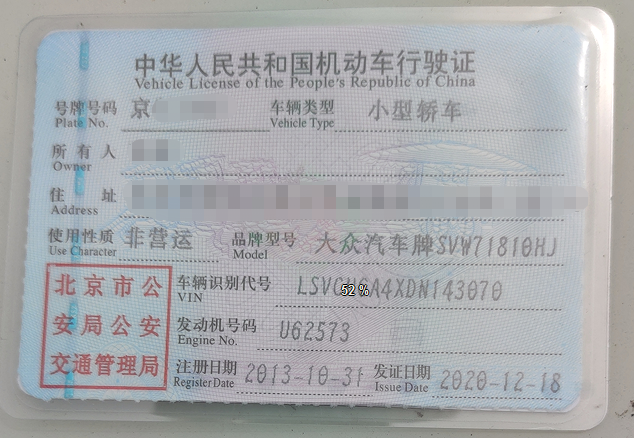 中华人民共和国机动车行驶证
Vehicle License of the People's Republic of China
号牌号码 京 车辆类型 小型轿车
Plate No. Vehicle Type
所有人
Owner
住址
Address
使用性质 非营运 品牌型号 大众汽车牌SVW71810HJ
Use Character Model
北京市公安局公安交通管理局
车辆识别代号
VIN
52%
发动机号码 U62573
Engine No.
注册日期 2013-10-31 发证日期 2020-12-18
Register Date Issue Date